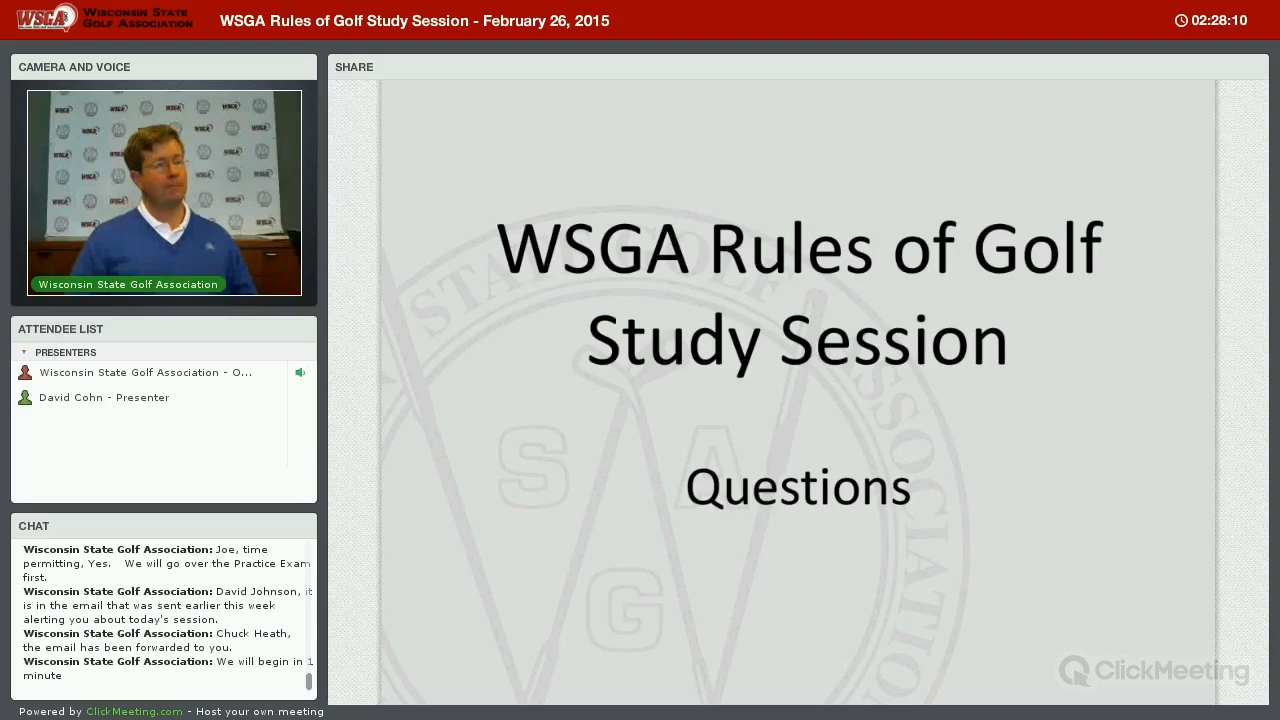 WSGA
WISCONSIN STATE
GOLF ASSOCIATION
WSGA Rules of Golf Study Session - February 26, 2015
02:28:10
CAMERA AND VOICE
Wisconsin State Golf Association
ATTENDEE LIST
PRESENTERS
Wisconsin State Golf Association - O...
David Cohn - Presenter
CHAT
Wisconsin State Golf Association: Joe, time
permitting, Yes. We will go over the Practice Exam
first.
Wisconsin State Golf Association: David Johnson, it
is in the email that was sent earlier this week
alerting you about today's session.
Wisconsin State Golf Association: Chuck Heath,
the email has been forwarded to you.
Wisconsin State Golf Association: We will begin in 1
minute
Powered by ClickMeeting.com - Host your own meeting
SHARE
WSGA Rules of Golf
Study Session
Questions
ClickMeeting